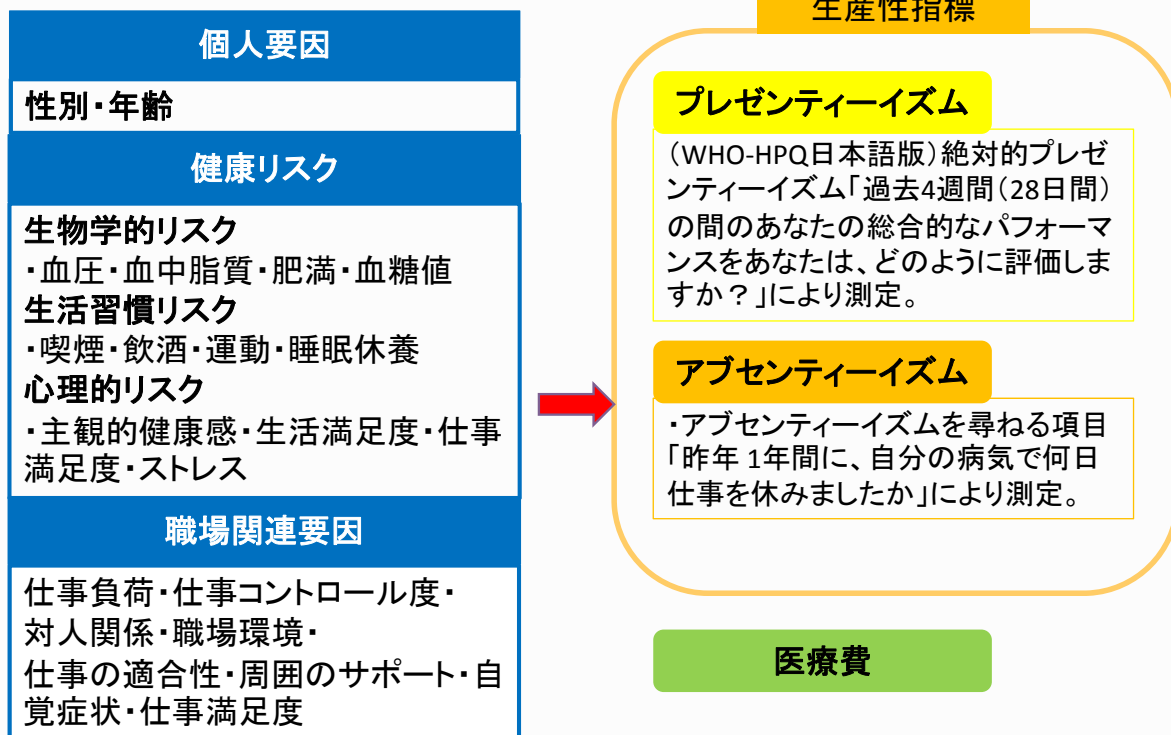 個人要因
性別・年齢
健康リスク
生物学的リスク
・血圧・血中脂質・肥満・血糖値
生活習慣リスク
・喫煙・飲酒・運動・睡眠休養
心理的リスク
・主観的健康感・生活満足度・仕事
満足度・ストレス
職場関連要因
仕事負荷・仕事コントロール度・
対人関係・職場環境・
仕事の適合性・周囲のサポート・自
覚症状・仕事満足度
生産性指標
プレゼンティーイズム
（WHO-HPQ日本語版）絶対的プレゼ
ンティーイズム「過去4週間（28日間）
の間のあなたの総合的なパフォーマ
ンスをあなたは、どのように評価しま
すか？」により測定。
アブセンティーイズム
・アブセンティーイズムを尋ねる項目
「昨年 1年間に、自分の病気で何日
仕事を休みましたか」により測定。
医療費